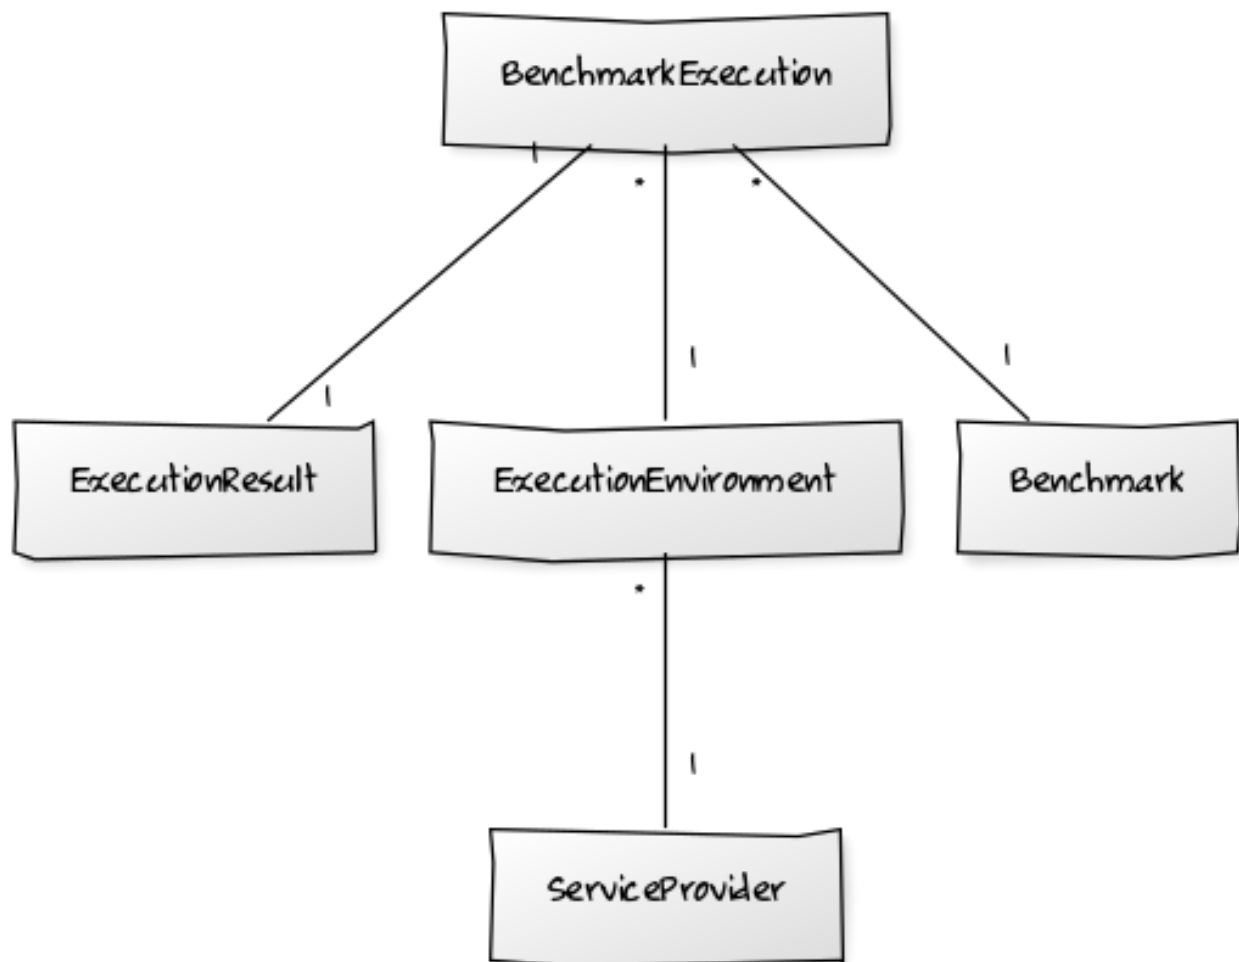 BenchmarkExecution
1
*
*
1
1
1
ExecutionResult
ExecutionEnvironment
Benchmark
*
1
ServiceProvider